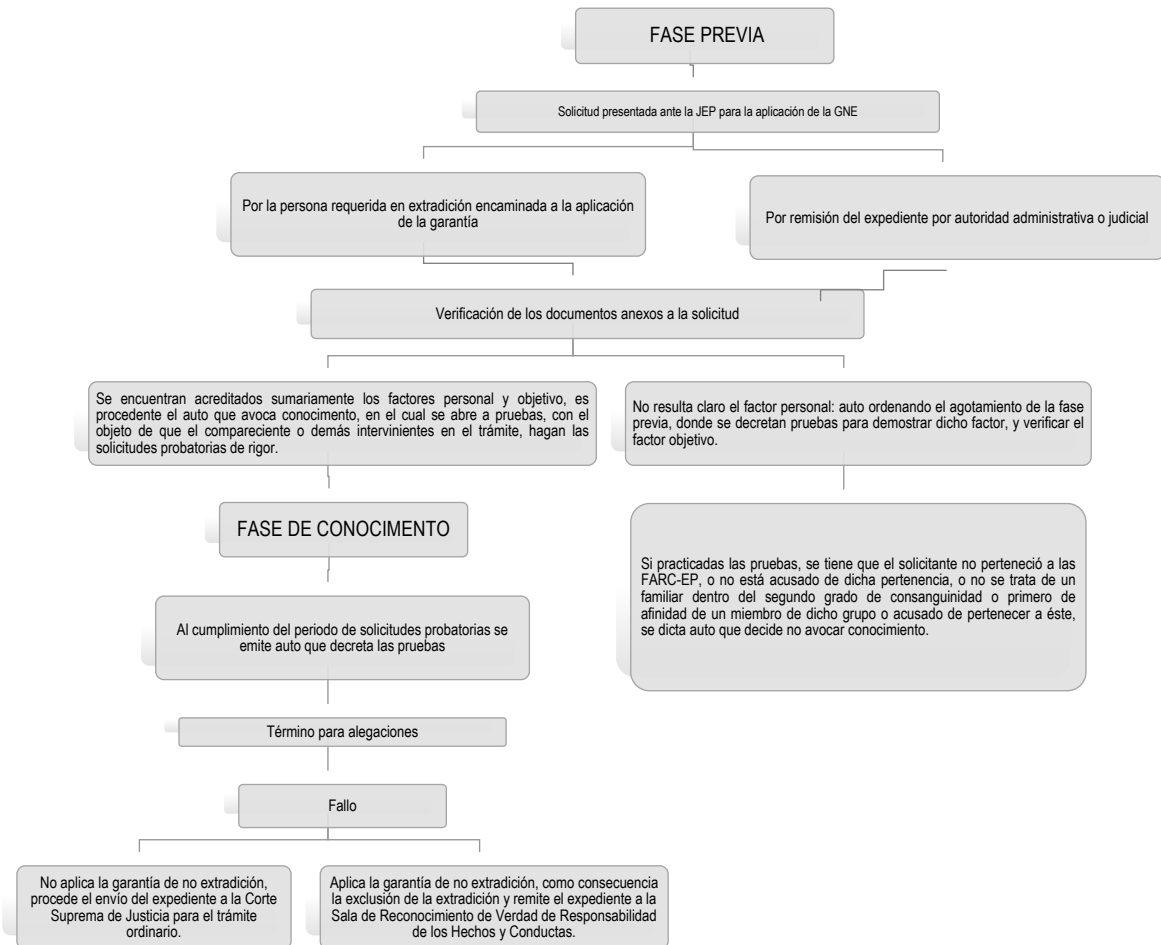 FASE PREVIA
Solicitud presentada ante la JEP para la aplicación de la GNE
Por la persona requerida en extradición encaminada a la aplicación
de la garantía
Por remisión del expediente por autoridad administrativa o judicial
Verificación de los documentos anexos a la solicitud
Se encuentran acreditados sumariamente los factores personal y objetivo, es
procedente el auto que avoca conocimiento, en el cual se abre a pruebas, con el
objeto de que el compareciente o demás intervinientes en el trámite, hagan las
solicitudes probatorias de rigor.
No resulta claro el factor personal: auto ordenando el agotamiento de la fase
previa, donde se decretan pruebas para demostrar dicho factor, y verificar el
factor objetivo.
FASE DE CONOCIMENTO
Si practicadas las pruebas, se tiene que el solicitante no perteneció a las
FARC-EP, o no está acusado de dicha pertenencia, o no se trata de un
familiar dentro del segundo grado de consanguinidad o primero de
afinidad de un miembro de dicho grupo o acusado de pertenecer a éste,
se dicta auto que decide no avocar conocimiento.
Al cumplimiento del periodo de solicitudes probatorias se
emite auto que decreta las pruebas
Término para alegaciones
Fallo
No aplica la garantía de no extradición,
procede el envío del expediente a la Corte
Suprema de Justicia para el trámite
ordinario.
Aplica la garantía de no extradición, como consecuencia
la exclusión de la extradición y remite el expediente a la
Sala de Reconocimiento de Verdad de Responsabilidad
de los Hechos y Conductas.